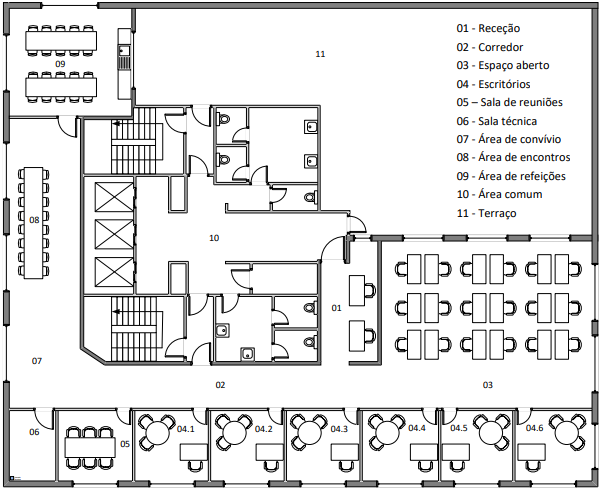 11
01 - Receção
02 - Corredor
03 - Espaço aberto
04 - Escritórios
05 – Sala de reuniões
06 - Sala técnica
07 - Área de convívio
08 - Área de encontros
09 - Área de refeições
10 - Área comum
11 - Terraço
09
08
10
01
07
02
03
06
05
04.1
04.2
04.3
04.4
04.5
04.6